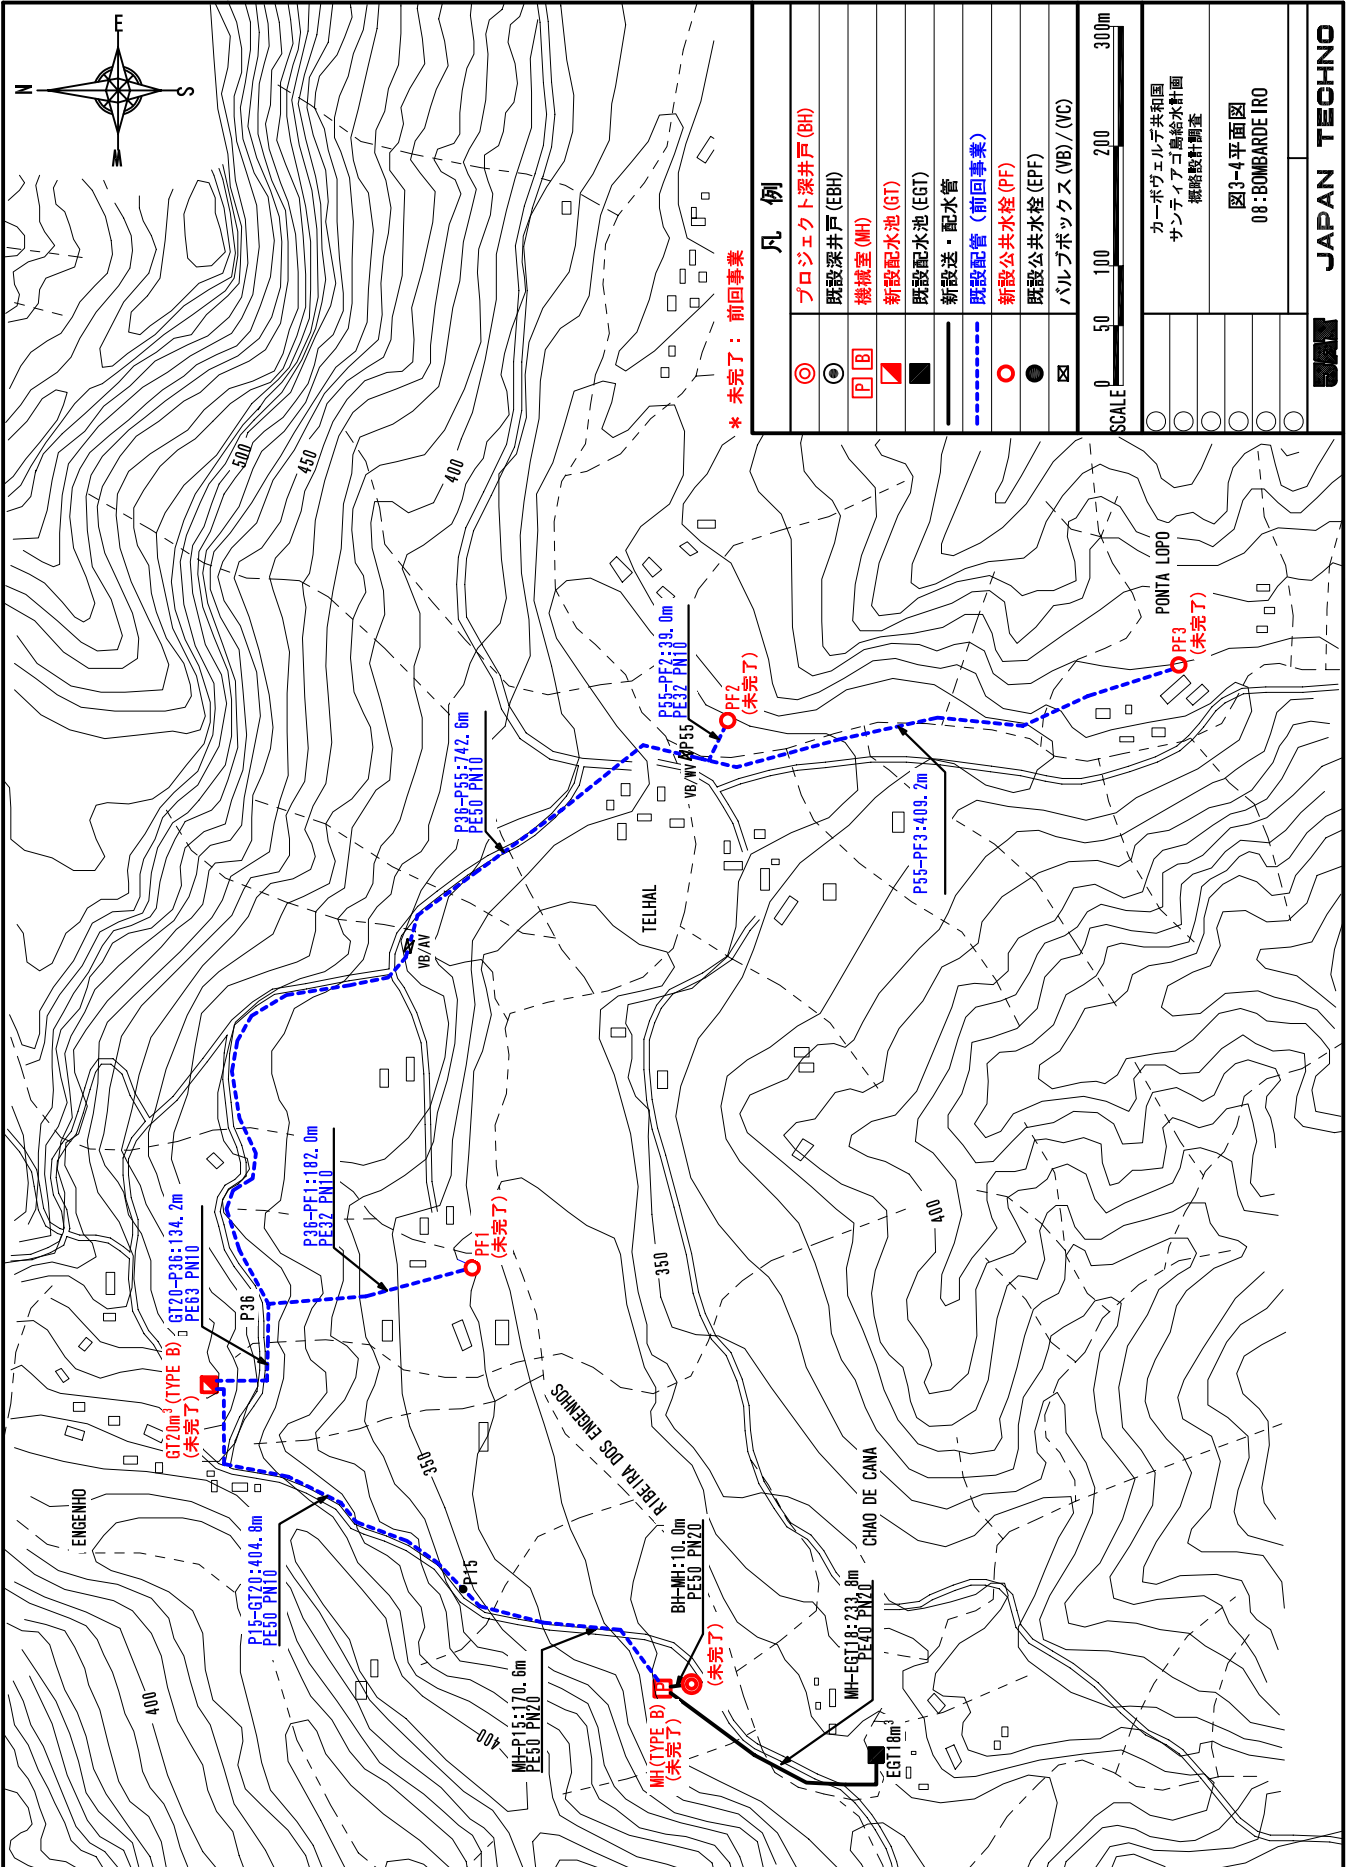 N
E
S
W
500
450
400
* 未完了 : 前回事業
凡 例
プロジェクト深井戸(BH)
既設深井戸(EBH)
P B
機械室(MH)
新設配水池(GT)
既設配水池(EGT)
新設送・配水管
既設配管(前回事業)
新設公共水栓(PF)
既設公共水栓(EPF)
バルブボックス(VB)/(VC)
SCALE
0 50 100 200 300m
カーボヴェルデ共和国
サンティアゴ島給水計画
概略設計調査
図3-4平面図
08:BOMBARDEIRO
JAPAN TECHNO
PONTA LOPO
PF3
(未完了)
P55-PF2:39.0m
PE32 PN10
PF2
(未完了)
VB/WV
P55
P36-P55:742.6m
PE50 PN10
P55-PF3:409.2m
TELHAL
VB/AV
P36-PF1:182.0m
PE32 PN10
PF1
(未完了)
GT20-P36:134.2m
PE63 PN10
P36
GT20m³(TYPE B)
(未完了)
ENGENHO
350
400
350
RIBEIRA DOS ENGENHOS
P15-GT20:404.8m
PE50 PN10
P15
BH-MH:10.0m
PE50 PN20
CHAO DE CANA
MH-P15:170.6m
PE50 PN20
400
400
P
MH(TYPE B)
(未完了)
(未完了)
MH-EGT18:233.8m
PE40 PN20
EGT18m³